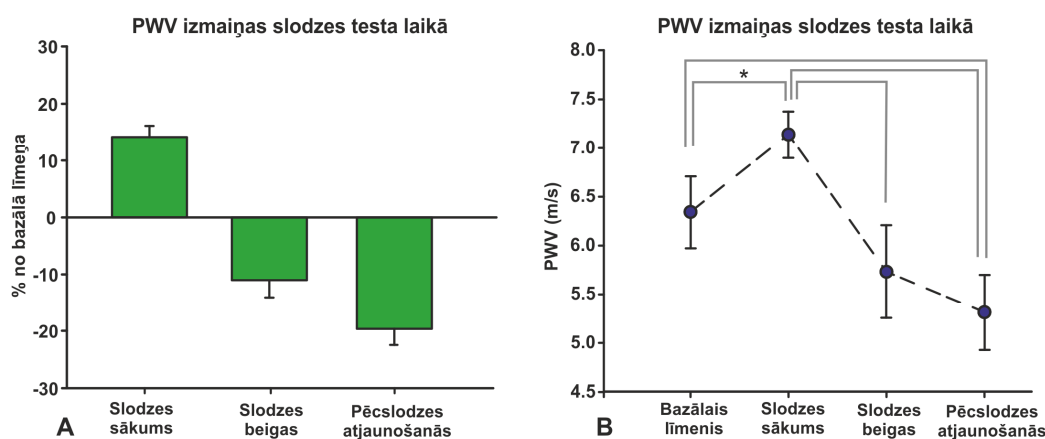 PWV izmaiņas slodzes testa laikā
% no bazālā līmeņa
30
20
10
0
-10
-20
-30
Slodzes
sākums
Slodzes
beigas
Pēcslodzes
atjaunošanās
A
PWV izmaiņas slodzes testa laikā
PWV (m/s)
8.0
7.5
7.0
6.5
6.0
5.5
5.0
4.5
*
Bazālais
līmenis
Slodzes
sākums
Slodzes
beigas
Pēcslodzes
atjaunošanās
B